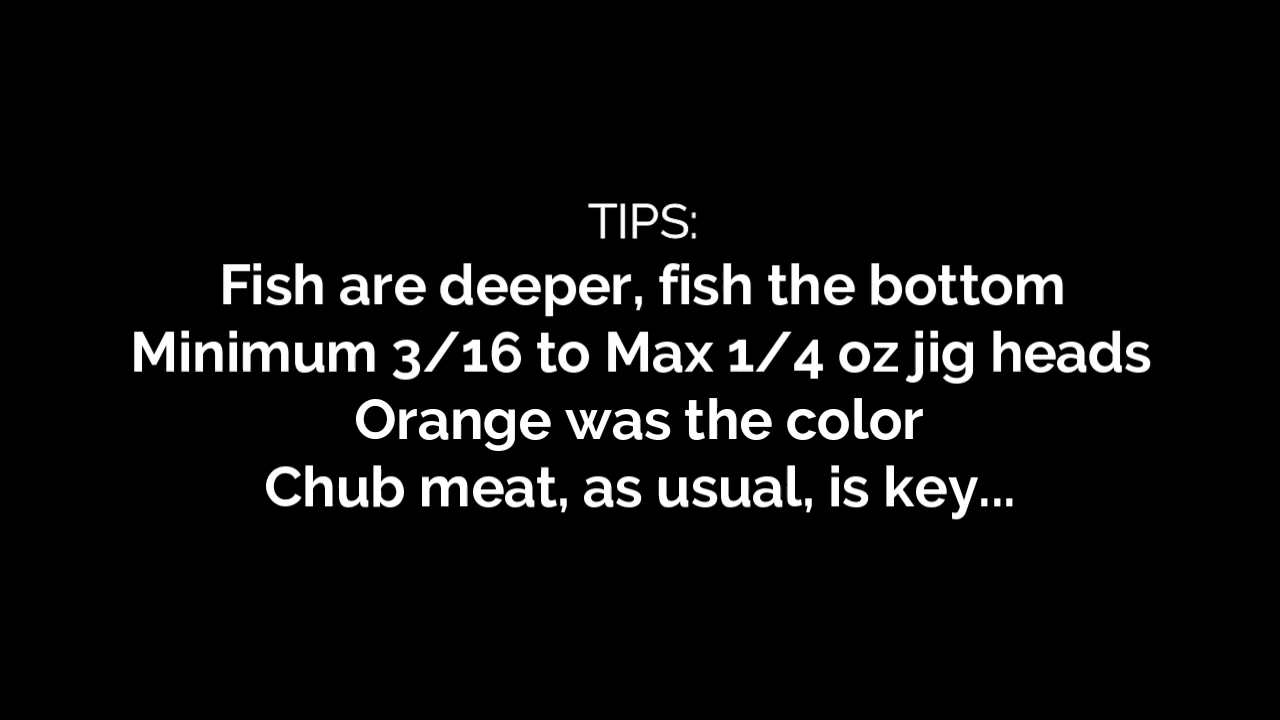 TIPS:
Fish are deeper, fish the bottom
Minimum 3/16 to Max 1/4 oz jig heads
Orange was the color
Chub meat, as usual, is key...